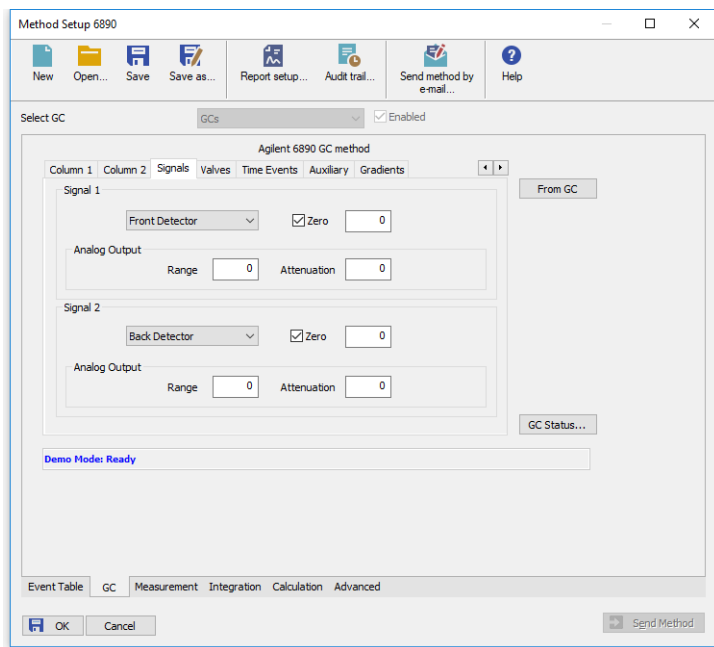 Method Setup 6890
New Open... Save Save as... Report setup... Audit trail... Send method by e-mail... Help
Select GC GCs Enabled
Agilent 6890 GC method
Column 1 Column 2 Signals Valves Time Events Auxiliary Gradients
From GC
Signal 1
Front Detector Zero 0
Analog Output
Range 0 Attenuation 0
Signal 2
Back Detector Zero 0
Analog Output
Range 0 Attenuation 0
GC Status...
Demo Mode: Ready
Event Table GC Measurement Integration Calculation Advanced
OK Cancel Send Method